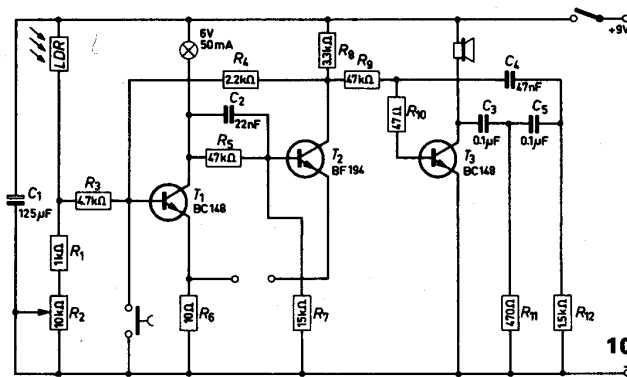 6V
50mA
+9V
LDR
R4
2.2kΩ
R8
3.3kΩ
R9
47kΩ
C4
47nF
C2
22nF
R10
47Ω
C3
0.1µF
C5
0.1µF
R5
47kΩ
T2
BF194
T3
BC148
C1
125µF
R3
4.7kΩ
T1
BC148
R1
1kΩ
R2
10kΩ
R6
10Ω
R7
15kΩ
R11
470Ω
R12
1.5kΩ
10